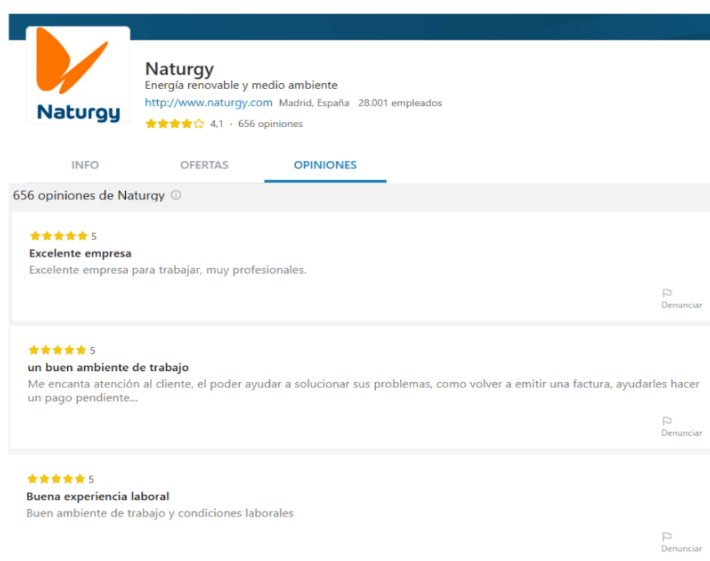 Naturgy
Naturgy
Energía renovable y medio ambiente
http://www.naturgy.com Madrid, España 28.001 empleados
4,1 · 656 opiniones
INFO OFERTAS OPINIONES
656 opiniones de Naturgy
5
Excelente empresa
Excelente empresa para trabajar, muy profesionales.
Denunciar
5
un buen ambiente de trabajo
Me encanta atención al cliente, el poder ayudar a solucionar sus problemas, como volver a emitir una factura, ayudarles hacer
un pago pendiente...
Denunciar
5
Buena experiencia laboral
Buen ambiente de trabajo y condiciones laborales
Denunciar